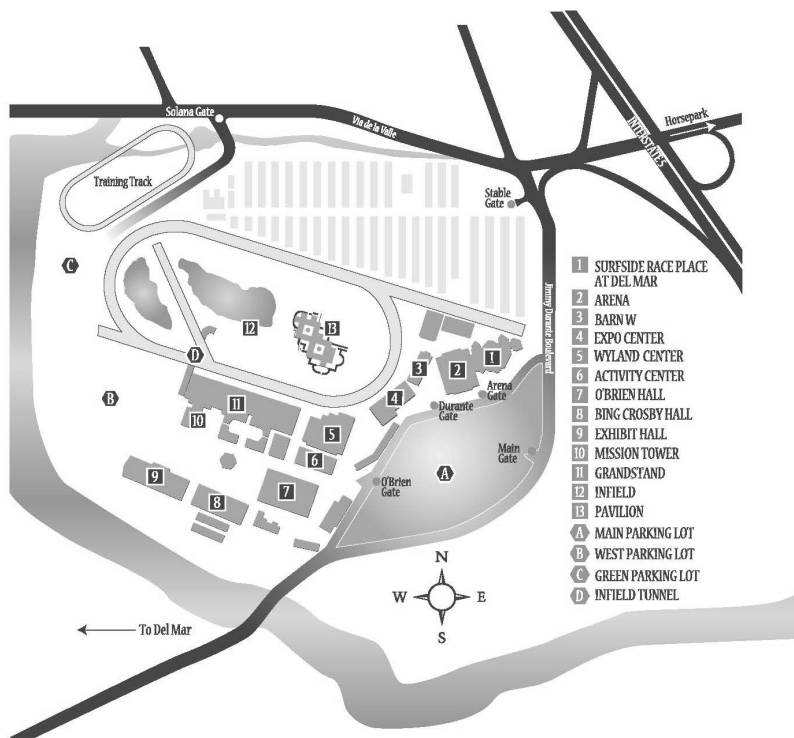 Solana Gate
Via de la Valle
INTERSTATE 5
Horsepark
Training Track
Stable
Gate
C
Jimmy Durante Boulevard
12
13
D
1
2
3
4
Arena
Gate
Durante
Gate
B
11
10
5
6
Main
Gate
A
9
8
7
O'Brien
Gate
N
W
E
S
To Del Mar
1 SURFSIDE RACE PLACE
AT DEL MAR
2 ARENA
3 BARN W
4 EXPO CENTER
5 WYLAND CENTER
6 ACTIVITY CENTER
7 O'BRIEN HALL
8 BING CROSBY HALL
9 EXHIBIT HALL
10 MISSION TOWER
11 GRANDSTAND
12 INFIELD
13 PAVILION
A MAIN PARKING LOT
B WEST PARKING LOT
C GREEN PARKING LOT
D INFIELD TUNNEL